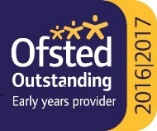 Ofsted
Outstanding
Early years provider
2016|2017